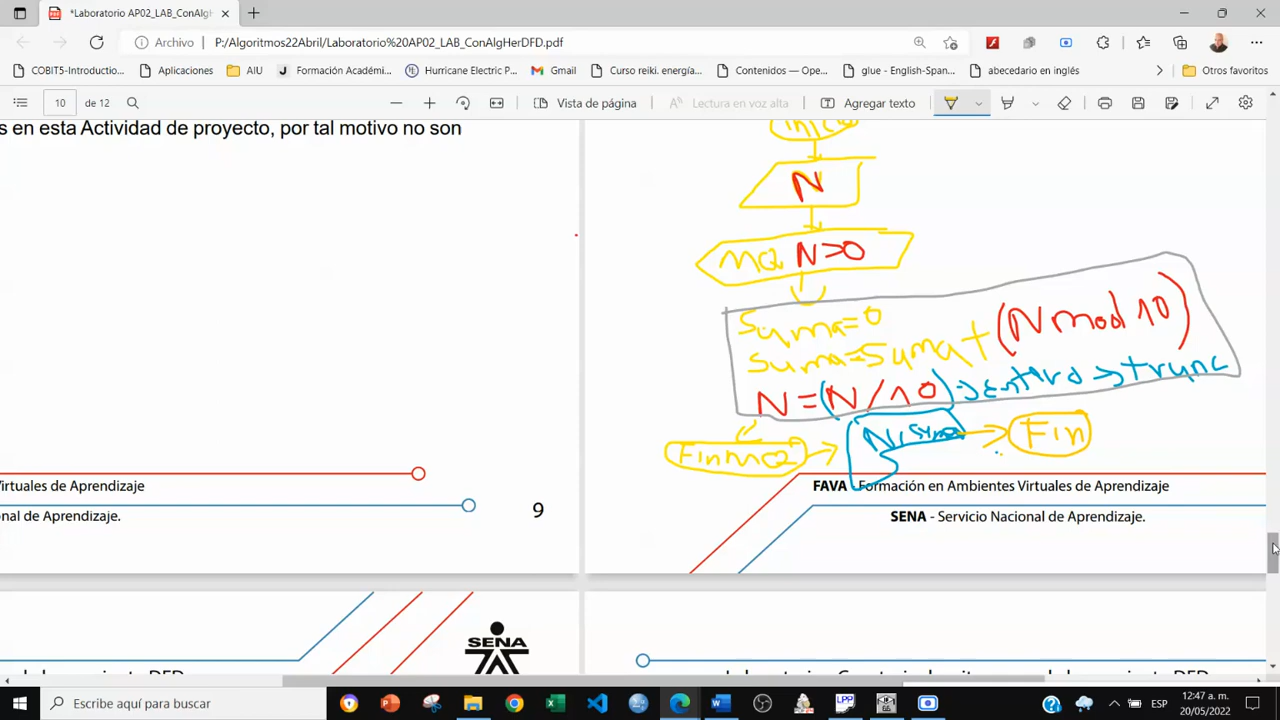 *Laboratorio AP02_LAB_ConAlgHe
Archivo P:/Algoritmos22Abril/Laboratorio%20AP02_LAB_ConAlgHerDFD.pdf
COBIT5-Introductio... Aplicaciones AIU Formación Académi... Hurricane Electric P... Gmail Curso reiki. energía... Contenidos — Ope... glue - English-Span... abecedario en inglés Otros favoritos
10 de 12 Vista de página Lectura en voz alta Agregar texto
s en esta Actividad de proyecto, por tal motivo no son
inicio
N
MQ N>0
Suma=0
Suma=Suma+(N mod 10)
N=(N/10)→entero→trunc
FinMQ N,suma Fin
irtuales de Aprendizaje
nal de Aprendizaje.
9
FAVA - Formación en Ambientes Virtuales de Aprendizaje
SENA - Servicio Nacional de Aprendizaje.
SENA
Escribe aquí para buscar
ESP
12:47 a. m.
20/05/2022